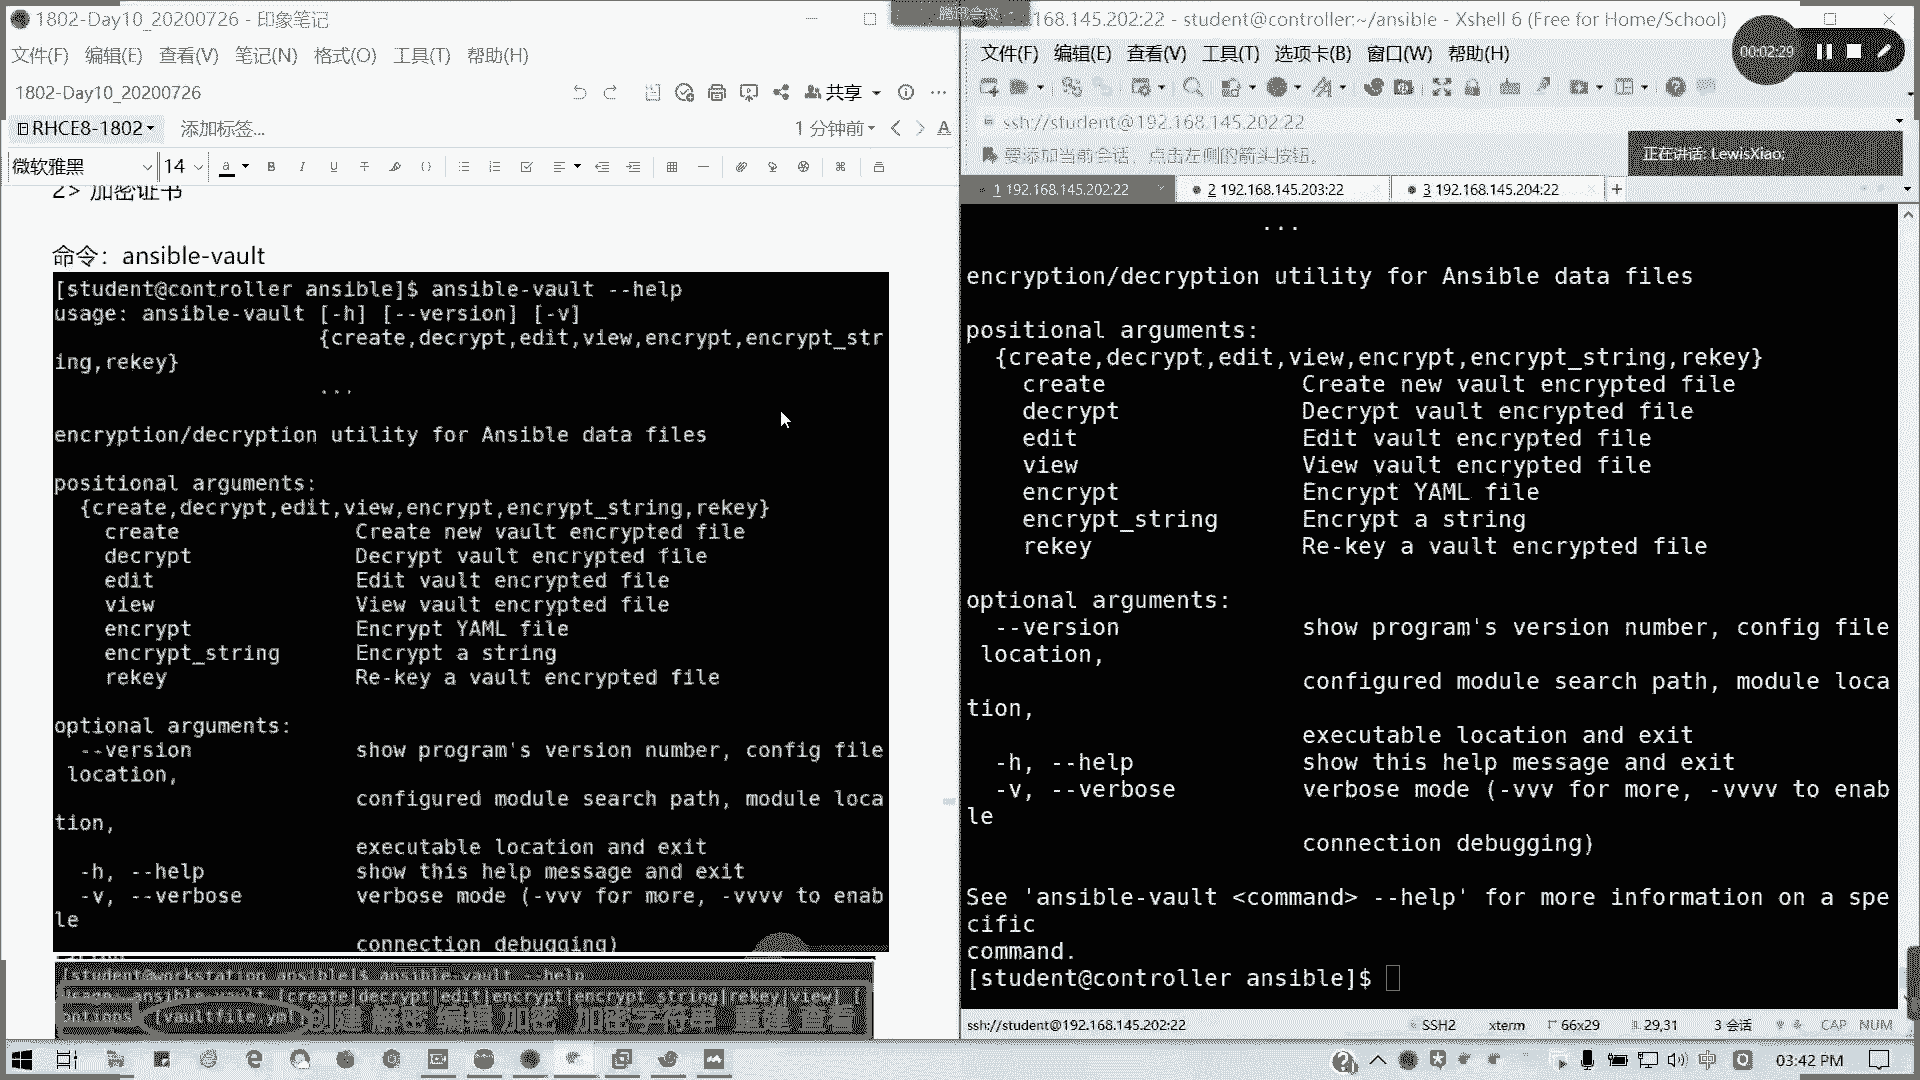 1802-Day10_20200726 - 印象笔记
文件(F) 编辑(E) 查看(V) 笔记(N) 格式(O) 工具(T) 帮助(H)
1802-Day10_20200726
共享
RHCE8-1802 添加标签...
1 分钟前
微软雅黑 14
2> 加密证书
命令：ansible-vault
[student@controller ansible]$ ansible-vault --help
usage: ansible-vault [-h] [--version] [-v]
{create,decrypt,edit,view,encrypt,encrypt_str
ing,rekey}
...
encryption/decryption utility for Ansible data files
positional arguments:
{create,decrypt,edit,view,encrypt,encrypt_string,rekey}
create Create new vault encrypted file
decrypt Decrypt vault encrypted file
edit Edit vault encrypted file
view View vault encrypted file
encrypt Encrypt YAML file
encrypt_string Encrypt a string
rekey Re-key a vault encrypted file
optional arguments:
--version show program's version number, config file
location,
configured module search path, module loca
tion,
executable location and exit
-h, --help show this help message and exit
-v, --verbose verbose mode (-vvv for more, -vvvv to enab
le
connection debugging)
[student@workstation ansible]$ ansible-vault --help
Usage: ansible-vault [create|decrypt|edit|encrypt|encrypt_string|rekey|view] [
options] [vaultfile.yml] 创建 解密 编辑 加密 加密字符串 重建 查看
腾讯会议
168.145.202:22 - student@controller:~/ansible - Xshell 6 (Free for Home/School)
文件(F) 编辑(E) 查看(V) 工具(T) 选项卡(B) 窗口(W) 帮助(H)
00:02:29
ssh://student@192.168.145.202:22
要添加当前会话，点击左侧的箭头按钮。
正在讲话: LewisXiao;
1 192.168.145.202:22
2 192.168.145.203:22
3 192.168.145.204:22
...
encryption/decryption utility for Ansible data files
positional arguments:
{create,decrypt,edit,view,encrypt,encrypt_string,rekey}
create Create new vault encrypted file
decrypt Decrypt vault encrypted file
edit Edit vault encrypted file
view View vault encrypted file
encrypt Encrypt YAML file
encrypt_string Encrypt a string
rekey Re-key a vault encrypted file
optional arguments:
--version show program's version number, config file
location,
configured module search path, module loca
tion,
executable location and exit
-h, --help show this help message and exit
-v, --verbose verbose mode (-vvv for more, -vvvv to enab
le
connection debugging)
See 'ansible-vault <command> --help' for more information on a spe
cific
command.
[student@controller ansible]$
ssh://student@192.168.145.202:22 SSH2 xterm 66x29 29,31 3 会话 CAP NUM
中 03:42 PM